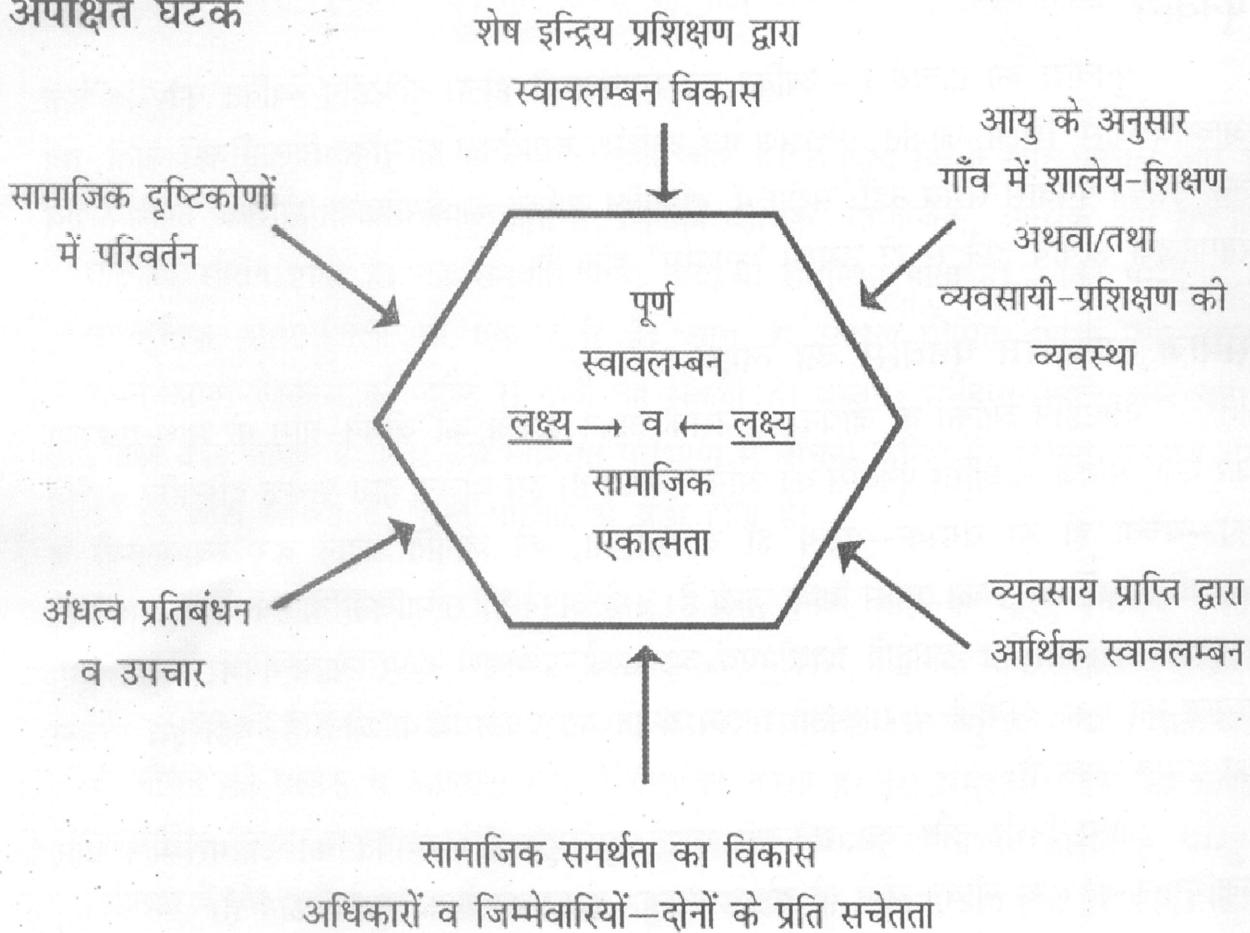 अपेक्षित घटक
शेष इन्द्रिय प्रशिक्षण द्वारा
स्वावलम्बन विकास
आयु के अनुसार
गाँव में शालेय-शिक्षण
अथवा/तथा
व्यवसायी-प्रशिक्षण की
व्यवस्था
सामाजिक दृष्टिकोणों
में परिवर्तन
पूर्ण
स्वावलम्बन
लक्ष्य → व – लक्ष्य
सामाजिक
एकात्मता
अंधत्व प्रतिबंधन
व उपचार
व्यवसाय प्राप्ति द्वारा
आर्थिक स्वावलम्बन
सामाजिक समर्थता का विकास
अधिकारों व जिम्मेवारियों—दोनों के प्रति सचेतता